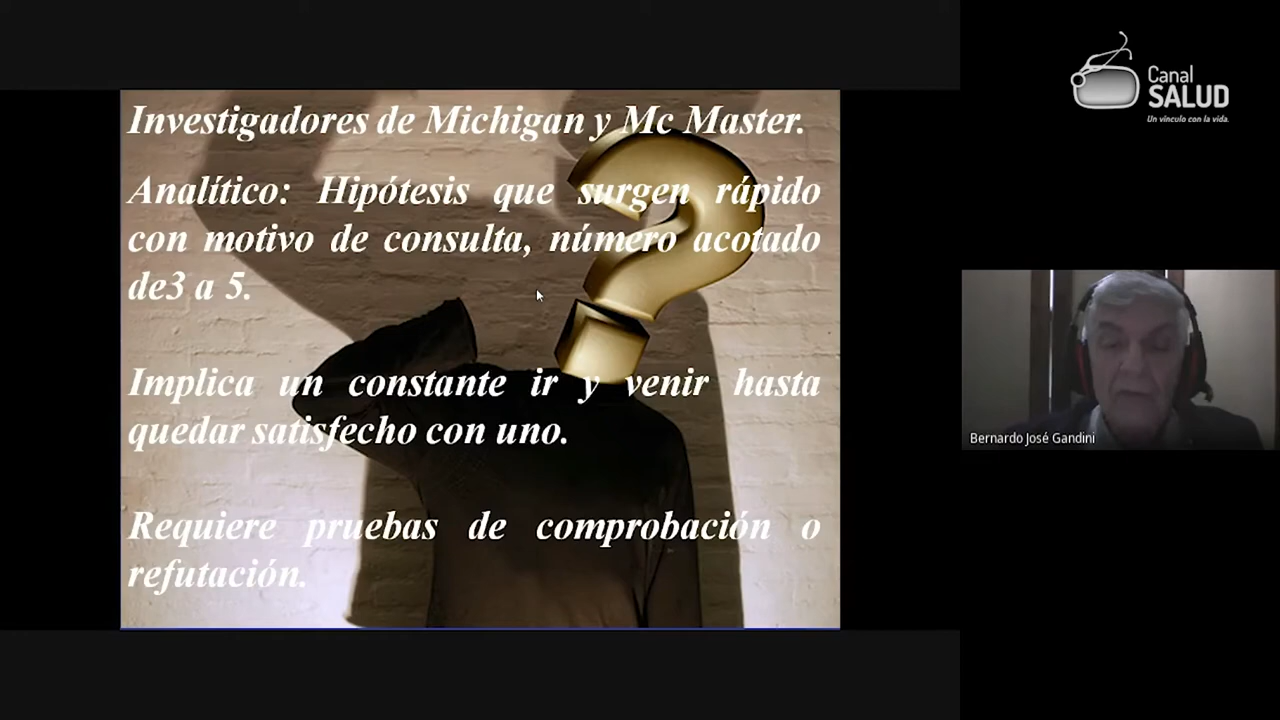 Investigadores de Michigan y Mc Master.
Analítico: Hipótesis que surgen rápido
con motivo de consulta, número acotado
de3 a 5.
Implica un constante ir y venir hasta
quedar satisfecho con uno.
Requiere pruebas de comprobación o
refutación.
Canal
SALUD
Un vínculo con la vida.
Bernardo José Gandini